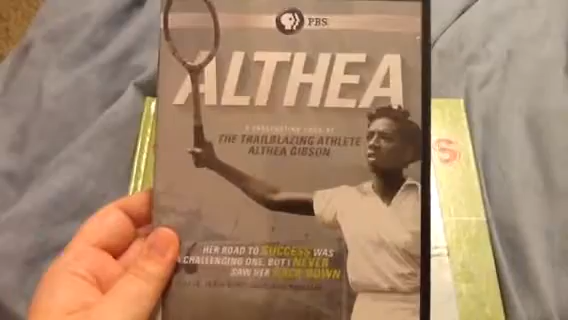 PBS
ALTHEA
A FASCINATING LOOK AT
THE TRAILBLAZING ATHLETE
ALTHEA GIBSON
S
HER ROAD TO SUCCESS WAS
A CHALLENGING ONE, BUT I NEVER
SAW HER BACK DOWN